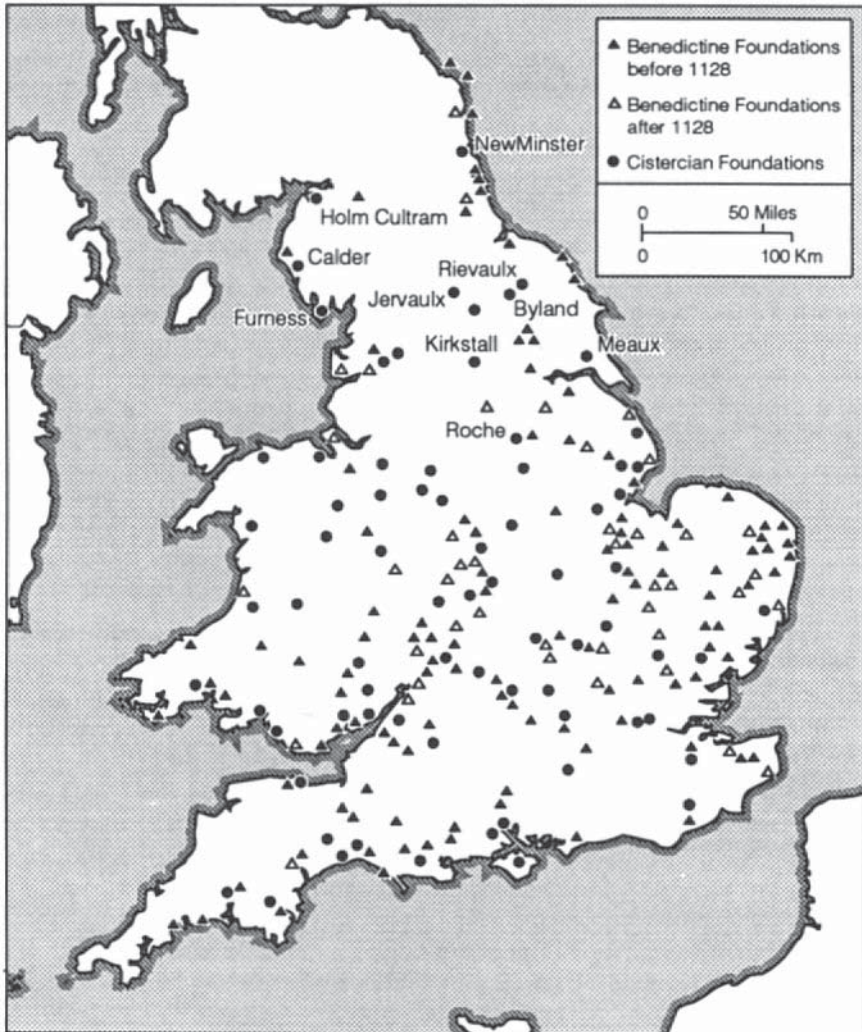 Benedictine Foundations
before 1128
Benedictine Foundations
after 1128
Cistercian Foundations
0 50 Miles
0 100 Km
NewMinster
Holm Cultram
Calder
Rievaulx
Jervaulx
Byland
Furness
Kirkstall
Meaux
Roche